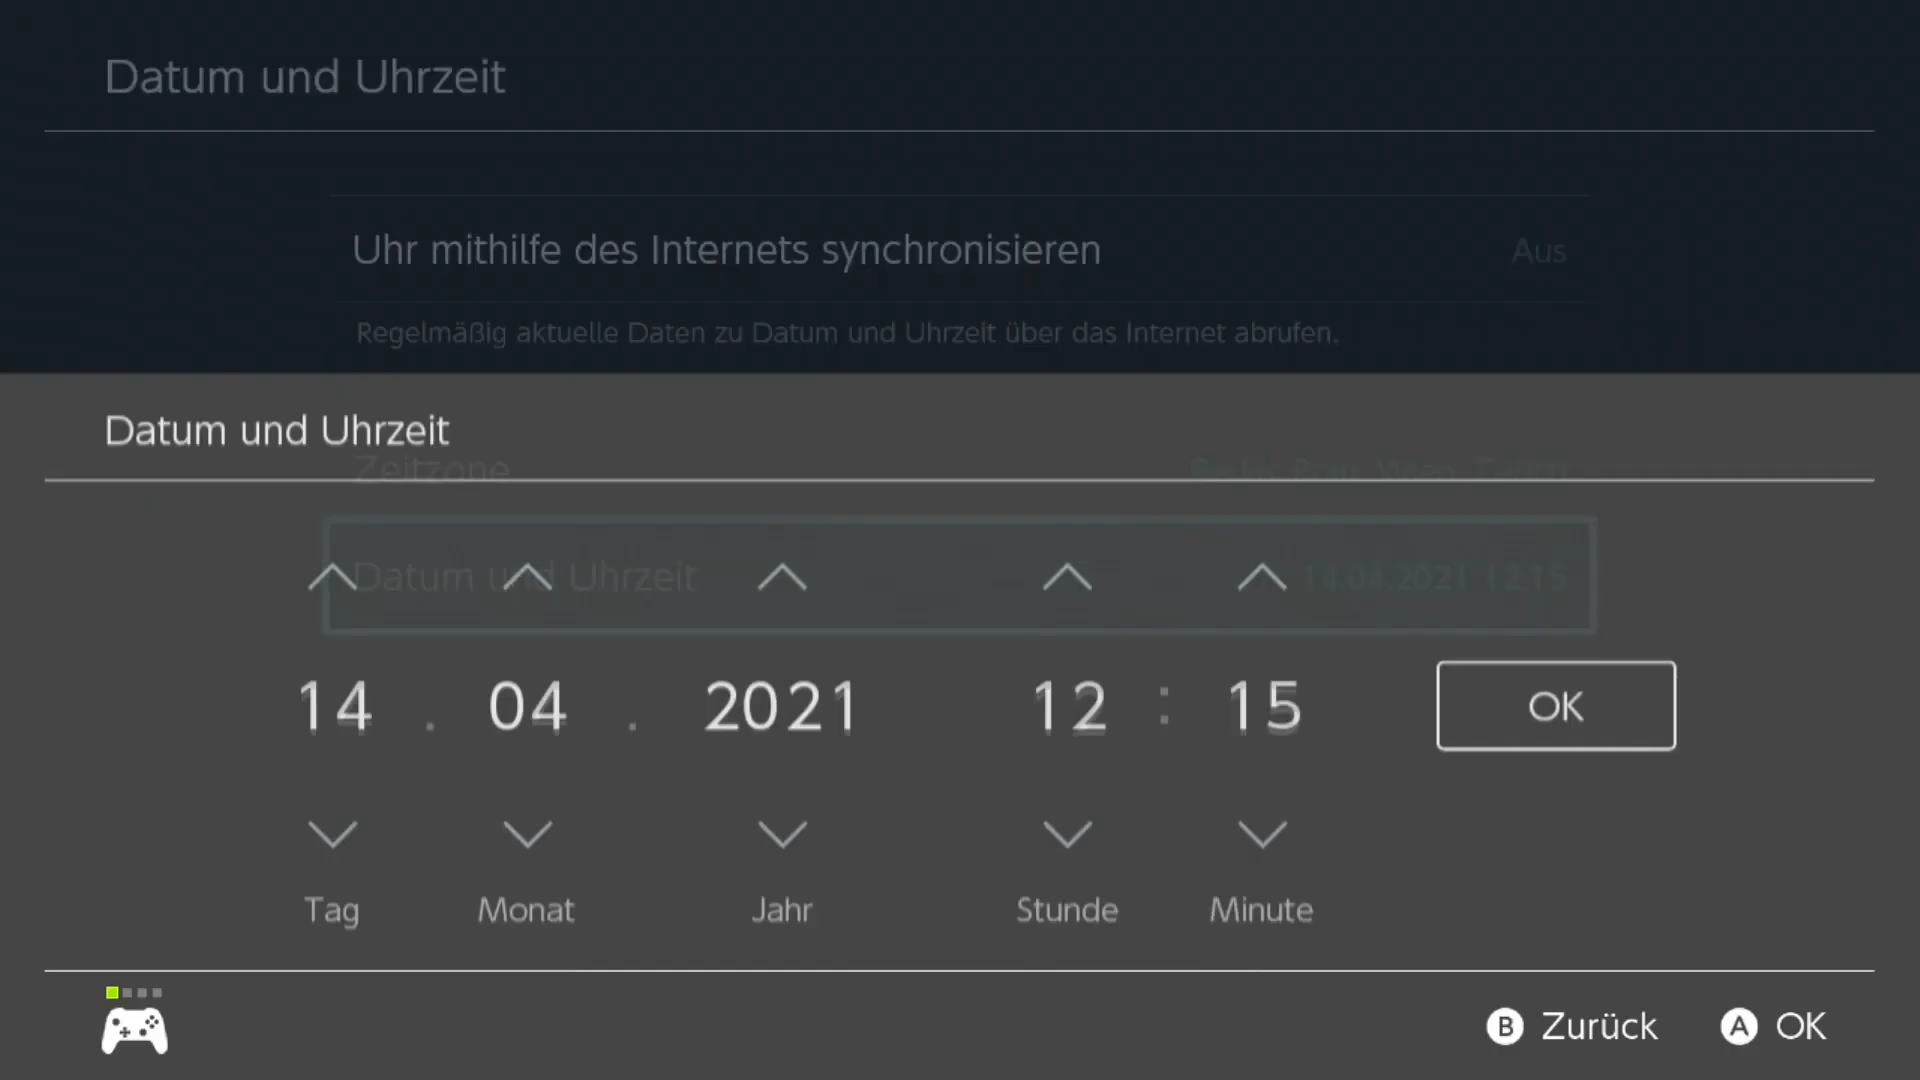 Datum und Uhrzeit
Uhr mithilfe des Internets synchronisieren Aus
Regelmäßig aktuelle Daten zu Datum und Uhrzeit über das Internet abrufen.
Datum und Uhrzeit
Zeitzone
Datum und Uhrzeit 14.04.2021 12:15
14 . 04 . 2021 12 : 15 OK
Tag Monat Jahr Stunde Minute
B Zurück A OK